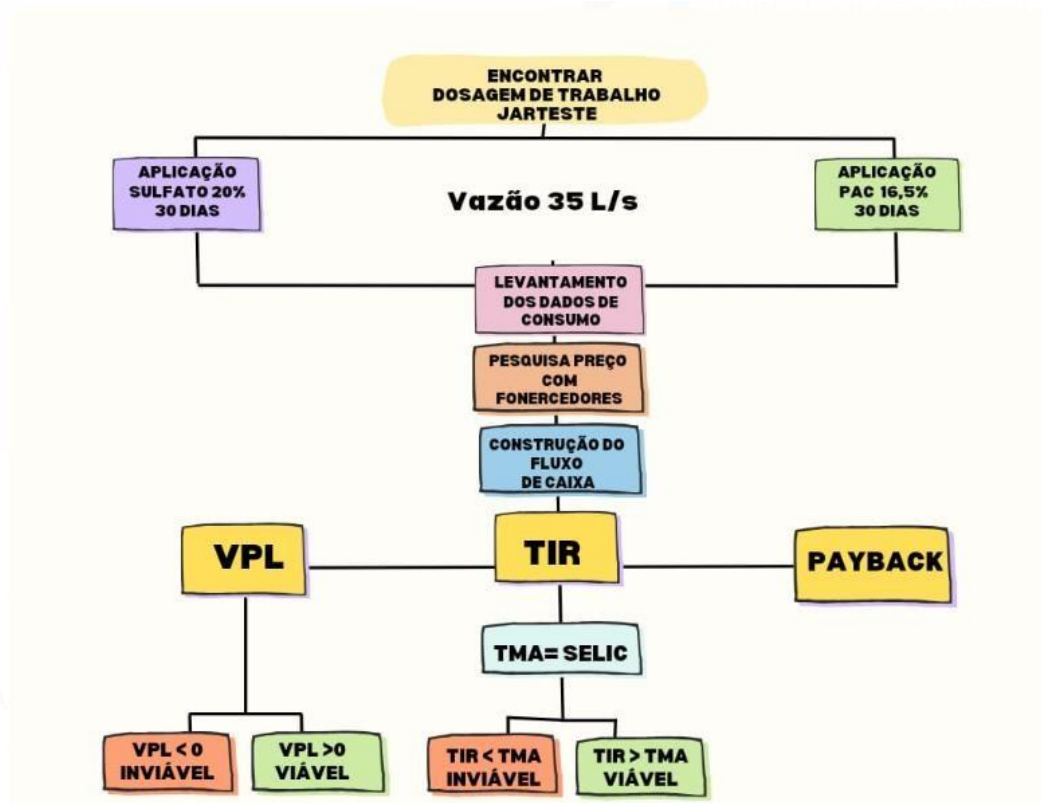 ENCONTRAR
DOSAGEM DE TRABALHO
JARTESTE
APLICAÇÃO
SULFATO 20%
30 DIAS
Vazão 35 L/s
APLICAÇÃO
PAC 16,5%
30 DIAS
LEVANTAMENTO
DOS DADOS DE
CONSUMO
PESQUISA PREÇO
COM
FONERCEDORES
CONSTRUÇÃO DO
FLUXO
DE CAIXA
VPL
TIR
PAYBACK
TMA= SELIC
VPL < 0
INVIÁVEL
VPL >0
VIÁVEL
TIR < TMA
INVIÁVEL
TIR > TMA
VIÁVEL